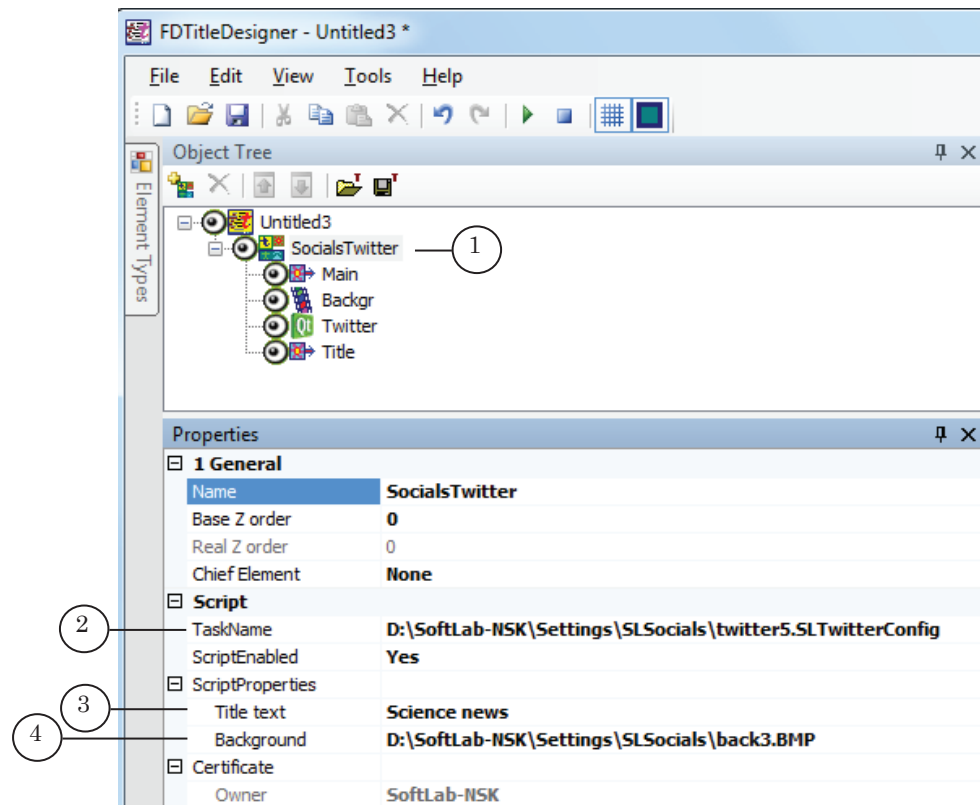 FDTitleDesigner - Untitled3 *
File Edit View Tools Help
Element Types
Object Tree
Untitled3
SocialsTwitter
1
Main
Backgr
Qt Twitter
Title
Properties
1 General
Name SocialsTwitter
Base Z order 0
Real Z order 0
Chief Element None
Script
2 TaskName D:\SoftLab-NSK\Settings\SLSocials\twitter5.SLTwitterConfig
ScriptEnabled Yes
ScriptProperties
3 Title text Science news
4 Background D:\SoftLab-NSK\Settings\SLSocials\back3.BMP
Certificate
Owner SoftLab-NSK